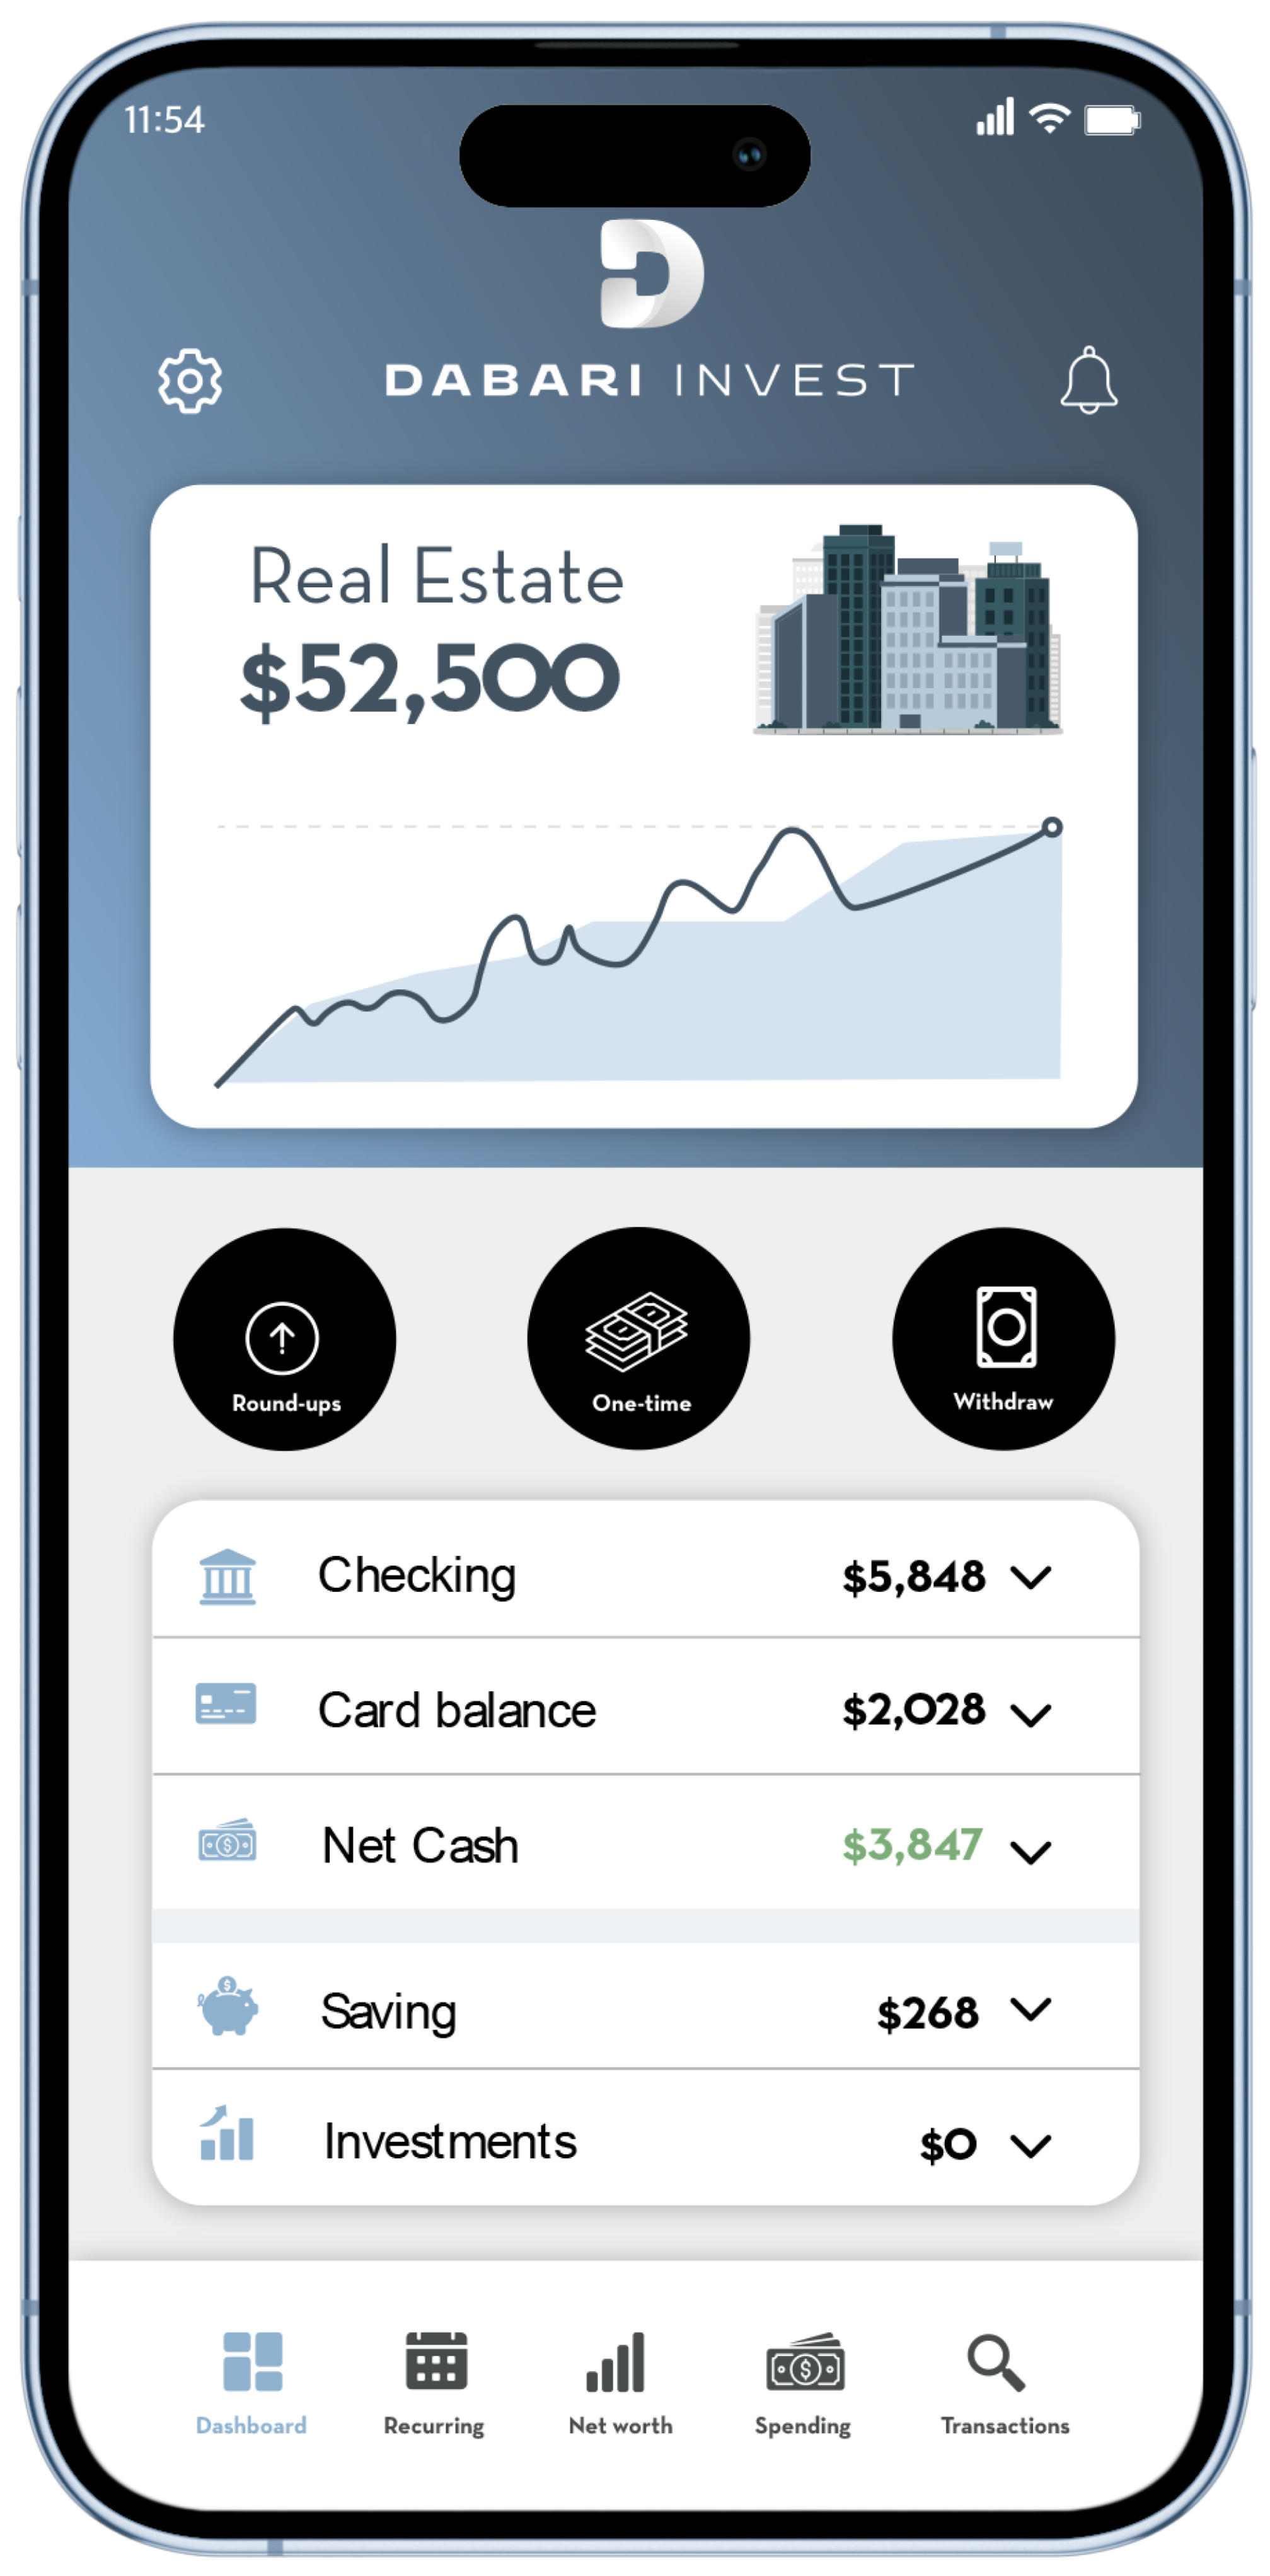 11:54
DABARI INVEST
Real Estate
$52,500
Round-ups
One-time
Withdraw
Checking $5,848
Card balance $2,028
Net Cash $3,847
Saving $268
Investments $0
Dashboard Recurring Net worth Spending Transactions